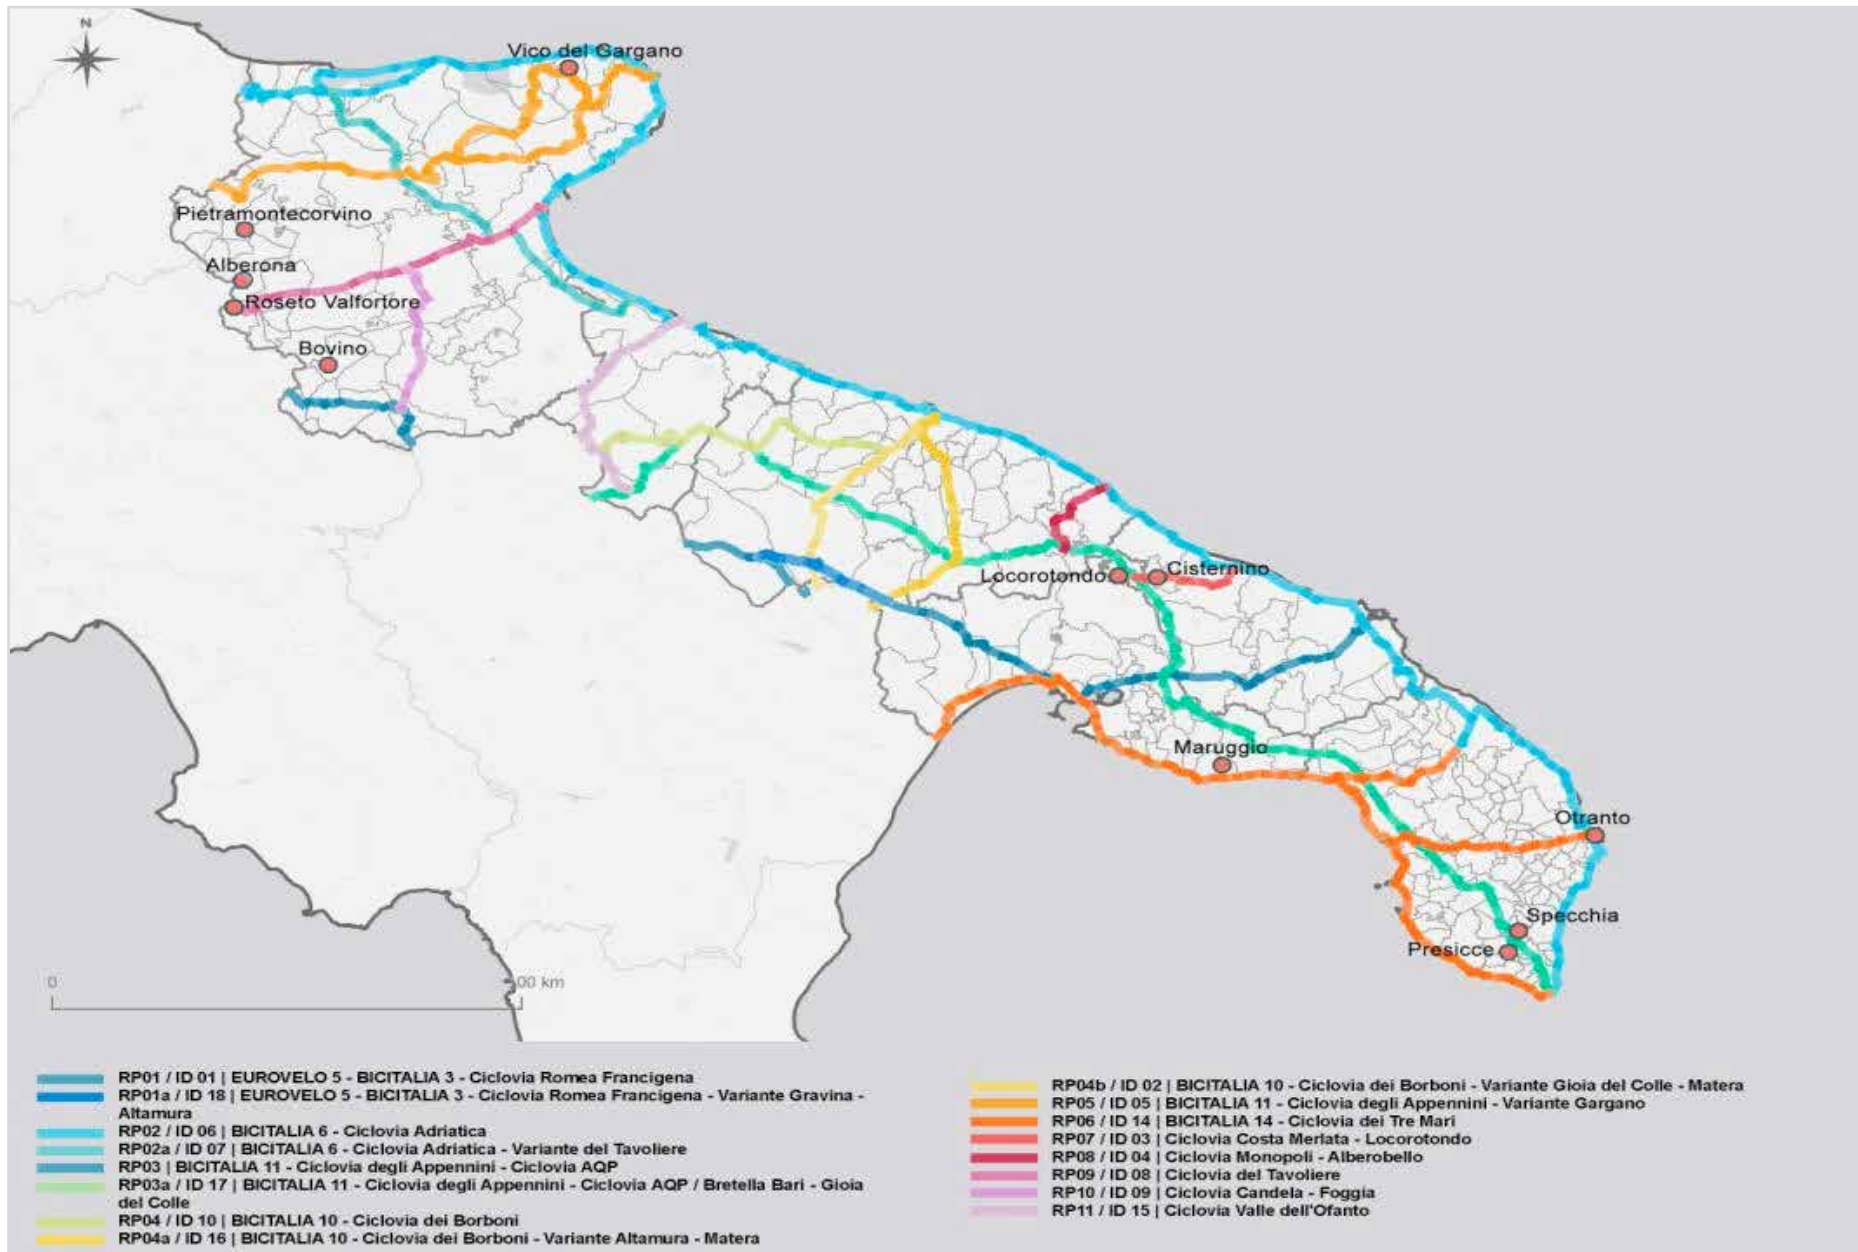 N
Vico del Gargano
Pietramontecorvino
Alberona
Roseto Valfortore
Bovino
Locorotondo
Cisternino
Maruggio
Otranto
Specchia
Presicce
0 00 km
RP01 / ID 01 | EUROVELO 5 - BICITALIA 3 - Ciclovia Romea Francigena
RP01a / ID 18 | EUROVELO 5 - BICITALIA 3 - Ciclovia Romea Francigena - Variante Gravina -
Altamura
RP02 / ID 06 | BICITALIA 6 - Ciclovia Adriatica
RP02a / ID 07 | BICITALIA 6 - Ciclovia Adriatica - Variante del Tavoliere
RP03 | BICITALIA 11 - Ciclovia degli Appennini - Ciclovia AQP
RP03a / ID 17 | BICITALIA 11 - Ciclovia degli Appennini - Ciclovia AQP / Bretella Bari - Gioia
del Colle
RP04 / ID 10 | BICITALIA 10 - Ciclovia dei Borboni
RP04a / ID 16 | BICITALIA 10 - Ciclovia dei Borboni - Variante Altamura - Matera
RP04b / ID 02 | BICITALIA 10 - Ciclovia dei Borboni - Variante Gioia del Colle - Matera
RP05 / ID 05 | BICITALIA 11 - Ciclovia degli Appennini - Variante Gargano
RP06 / ID 14 | BICITALIA 14 - Ciclovia dei Tre Mari
RP07 / ID 03 | Ciclovia Costa Merlata - Locorotondo
RP08 / ID 04 | Ciclovia Monopoli - Alberobello
RP09 / ID 08 | Ciclovia del Tavoliere
RP10 / ID 09 | Ciclovia Candela - Foggia
RP11 / ID 15 | Ciclovia Valle dell'Ofanto